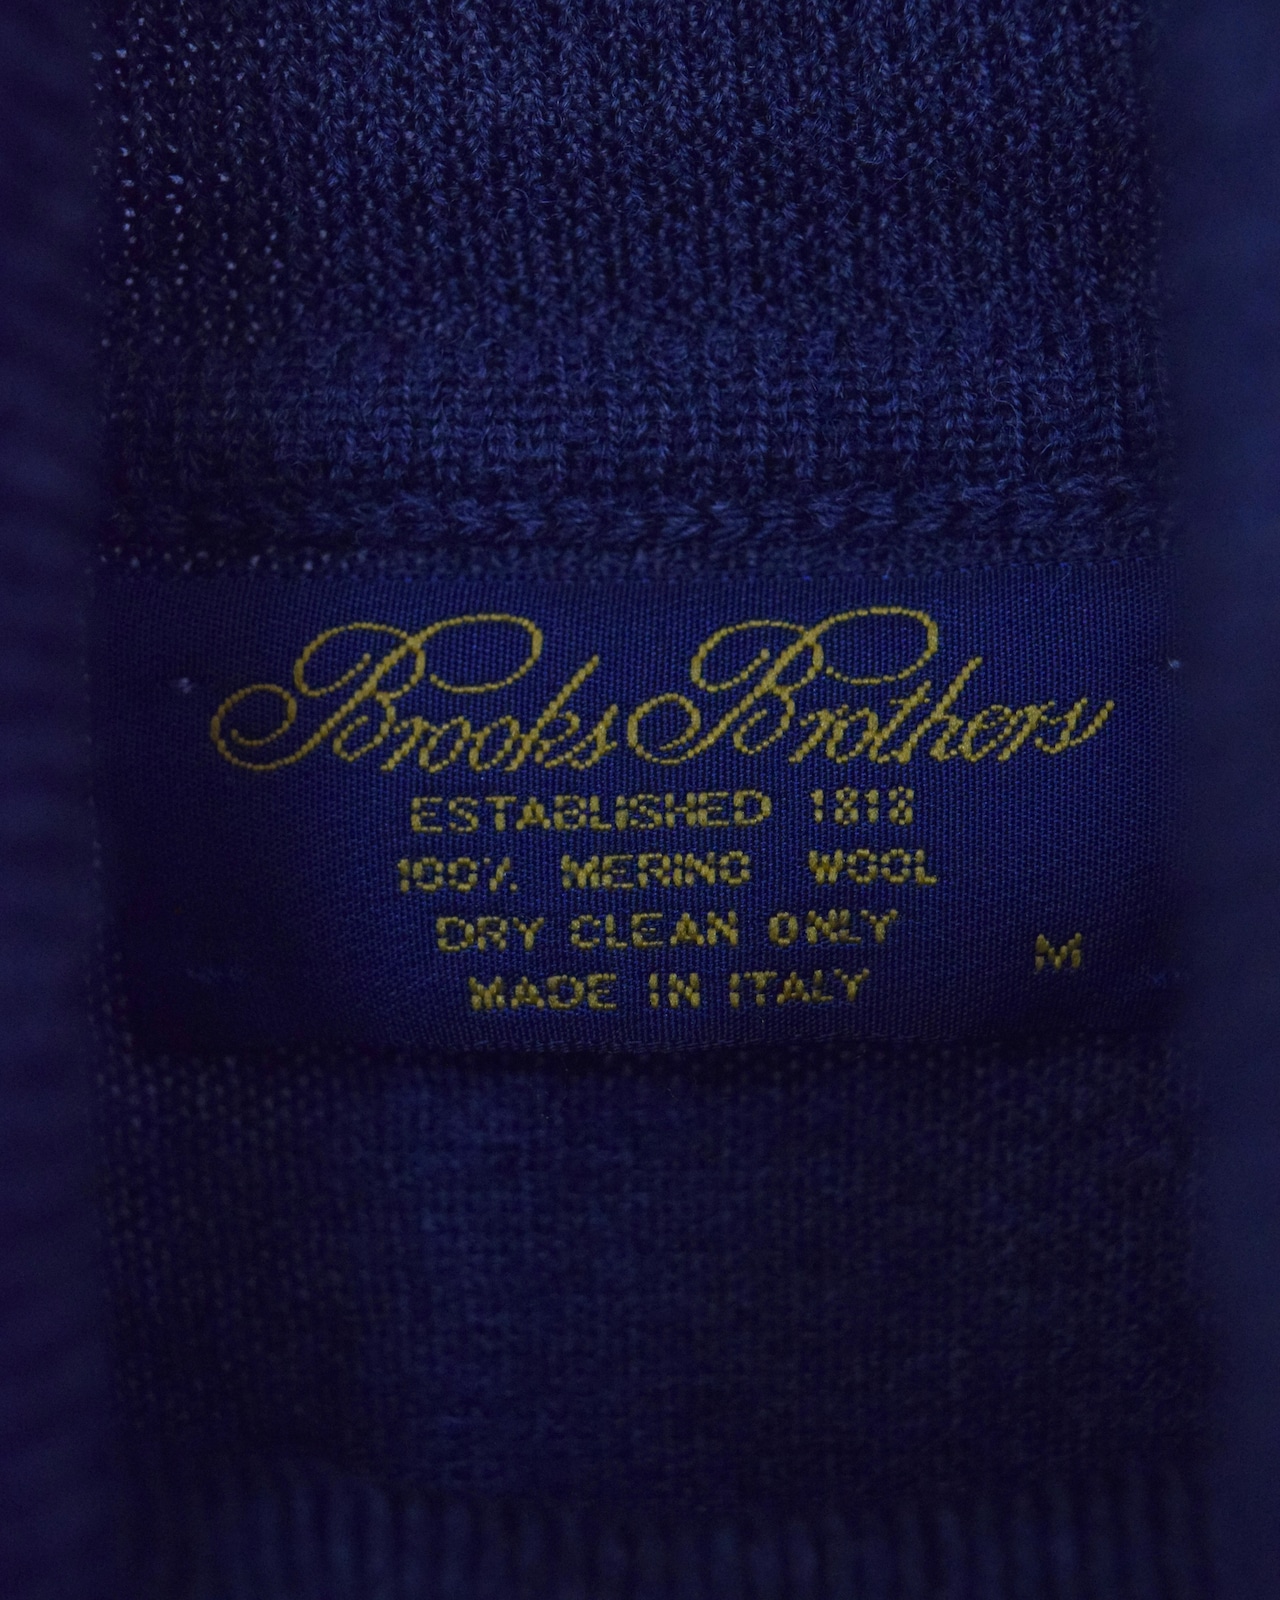 Brooks Brothers
ESTABLISHED 1818
100% MERINO WOOL
DRY CLEAN ONLY
MADE IN ITALY
M